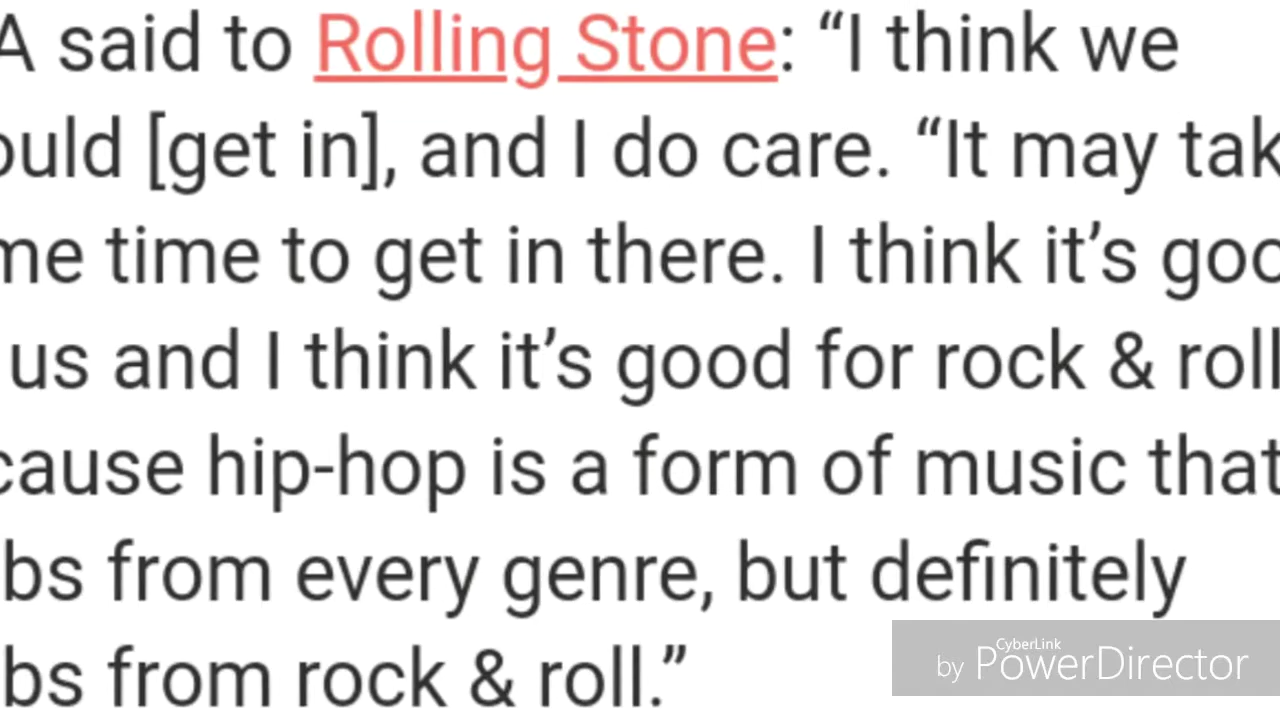 A said to Rolling Stone: “I think we
ould [get in], and I do care. “It may tak
me time to get in there. I think it’s goo
us and I think it’s good for rock & roll
cause hip-hop is a form of music that
bs from every genre, but definitely
bs from rock & roll.”
CyberLink
by PowerDirector